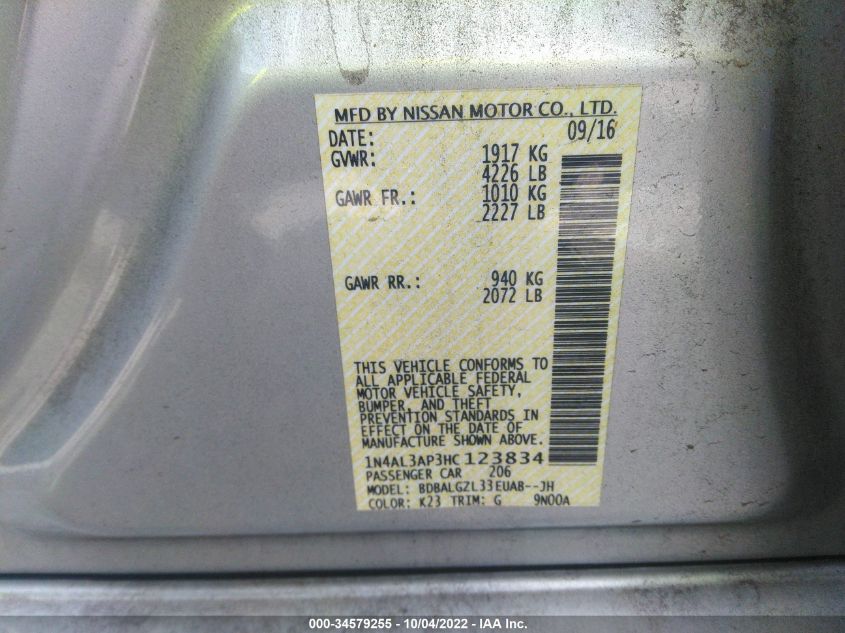 MFD BY NISSAN MOTOR CO., LTD.
DATE: 09/16
GVWR: 1917 KG
4226 LB
GAWR FR.: 1010 KG
2227 LB
GAWR RR.: 940 KG
2072 LB
THIS VEHICLE CONFORMS TO
ALL APPLICABLE FEDERAL
MOTOR VEHICLE SAFETY,
BUMPER, AND THEFT
PREVENTION STANDARDS IN
EFFECT ON THE DATE OF
MANUFACTURE SHOWN ABOVE.
1N4AL3AP3HC123834
PASSENGER CAR 206
MODEL: BDBALGZL33EUAB--JH
COLOR: K23 TRIM: G 9N00A
000-34579255 - 10/04/2022 - IAA Inc.